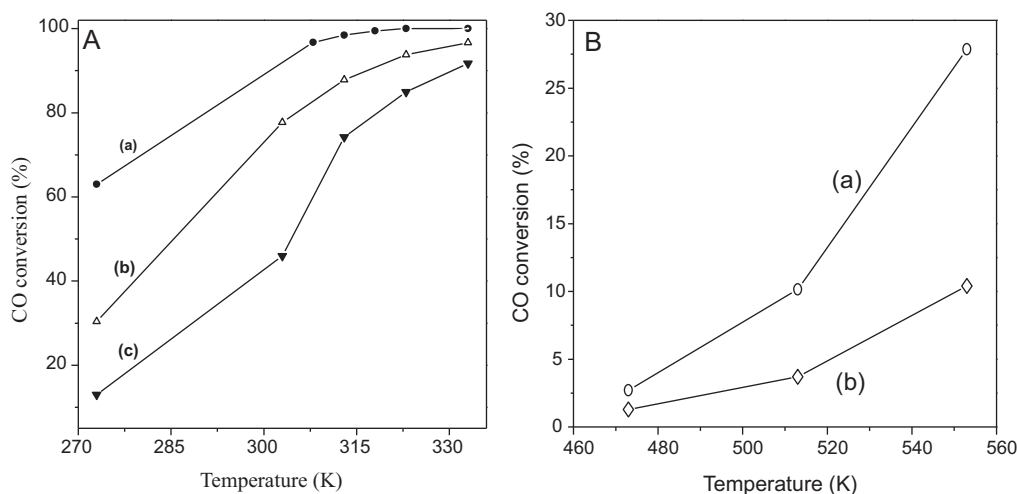 A
100
80
60
40
20
270
285
300
315
330
CO conversion (%)
Temperature (K)
(a)
(b)
(c)
B
30
25
20
15
10
5
0
460
480
500
520
540
560
CO conversion (%)
Temperature (K)
(a)
(b)